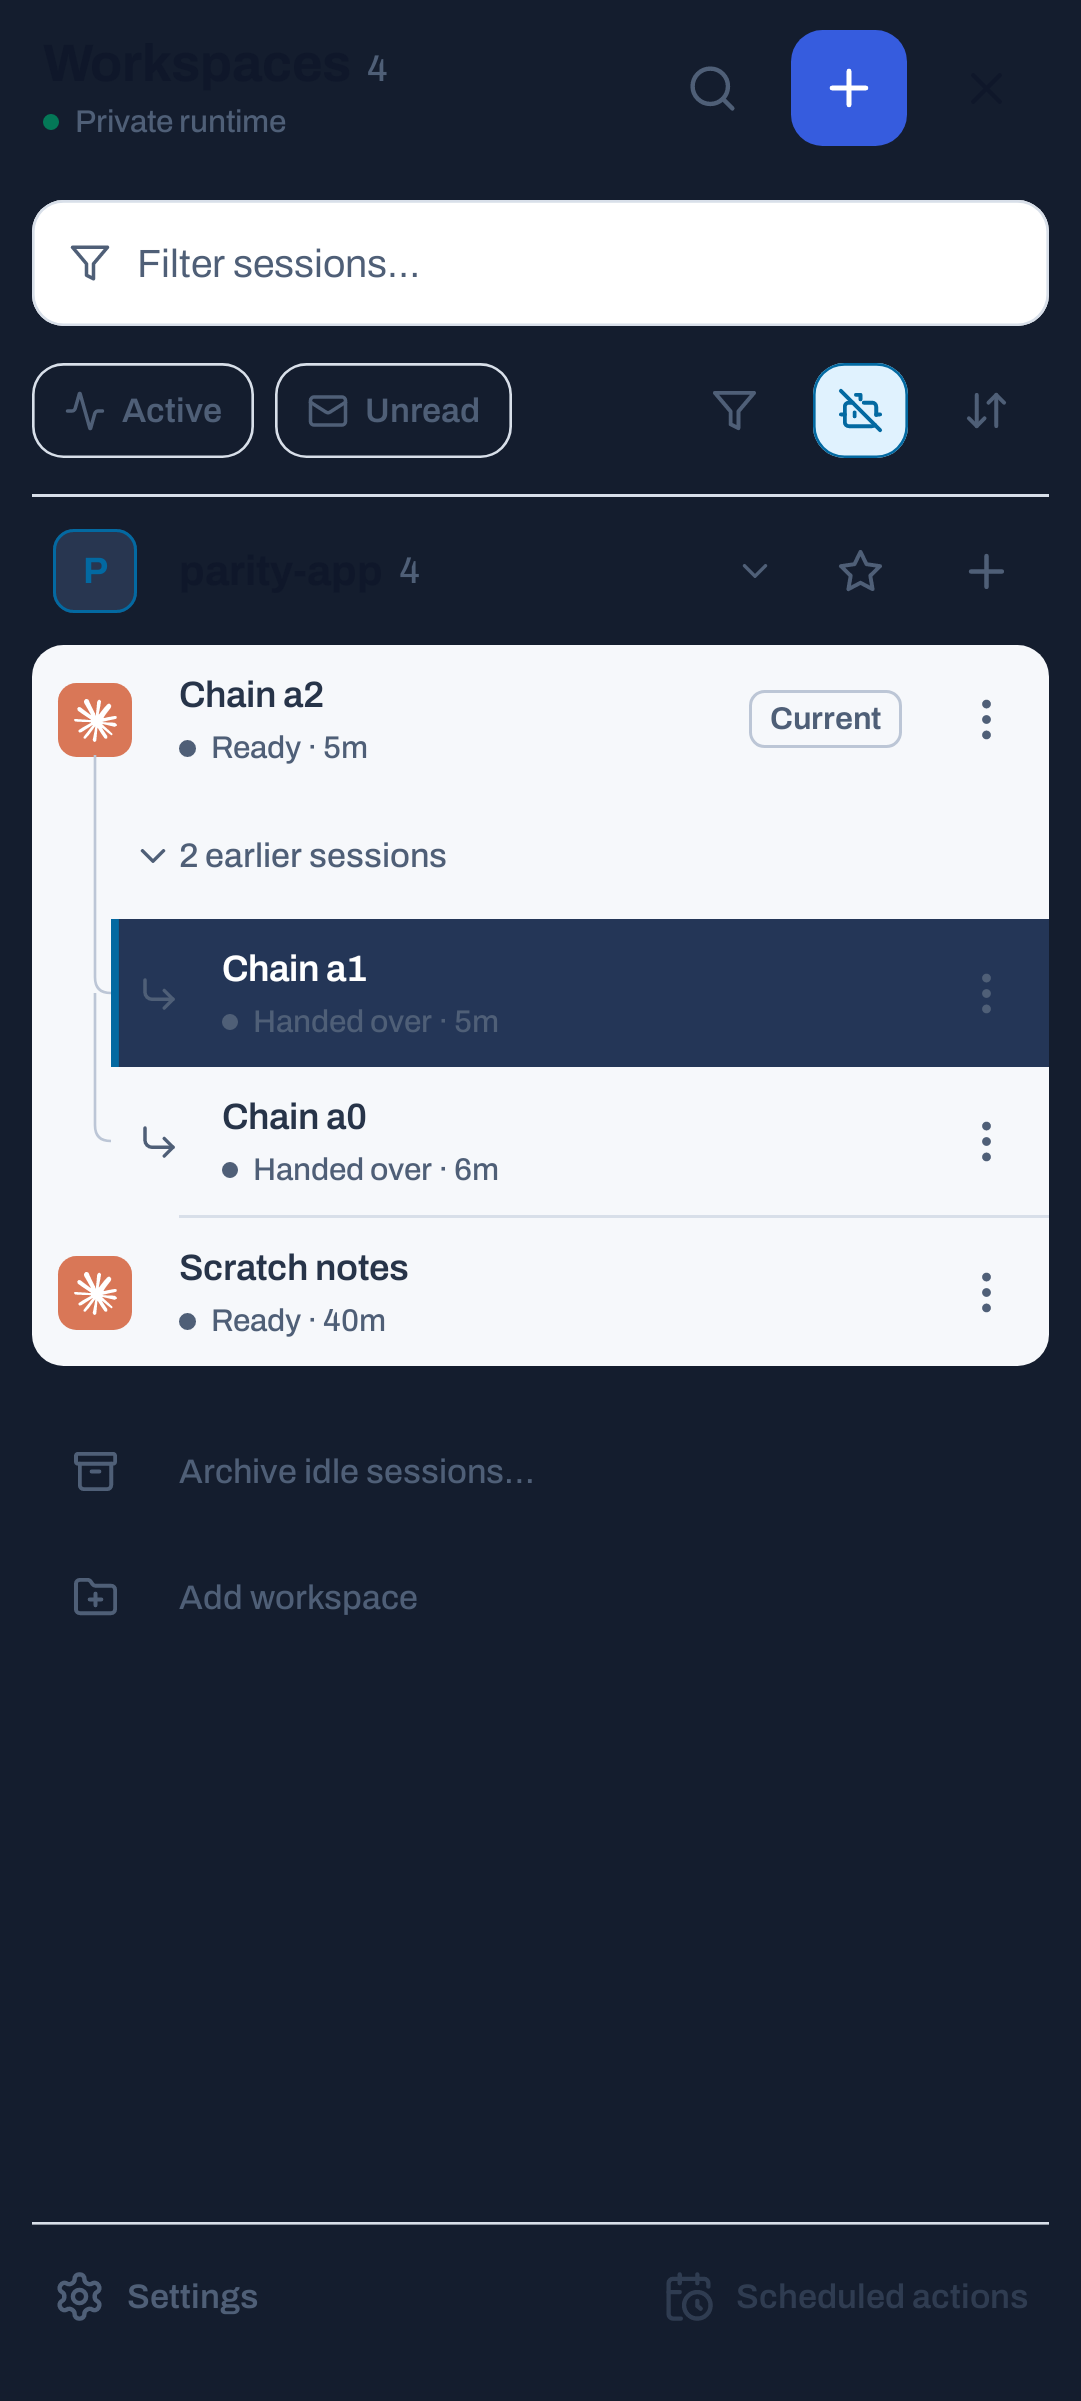 Workspaces 4
Private runtime
Filter sessions...
Active
Unread
P
parity-app 4
Chain a2
Ready · 5m
Current
2 earlier sessions
Chain a1
Handed over · 5m
Chain a0
Handed over · 6m
Scratch notes
Ready · 40m
Archive idle sessions...
Add workspace
Settings
Scheduled actions